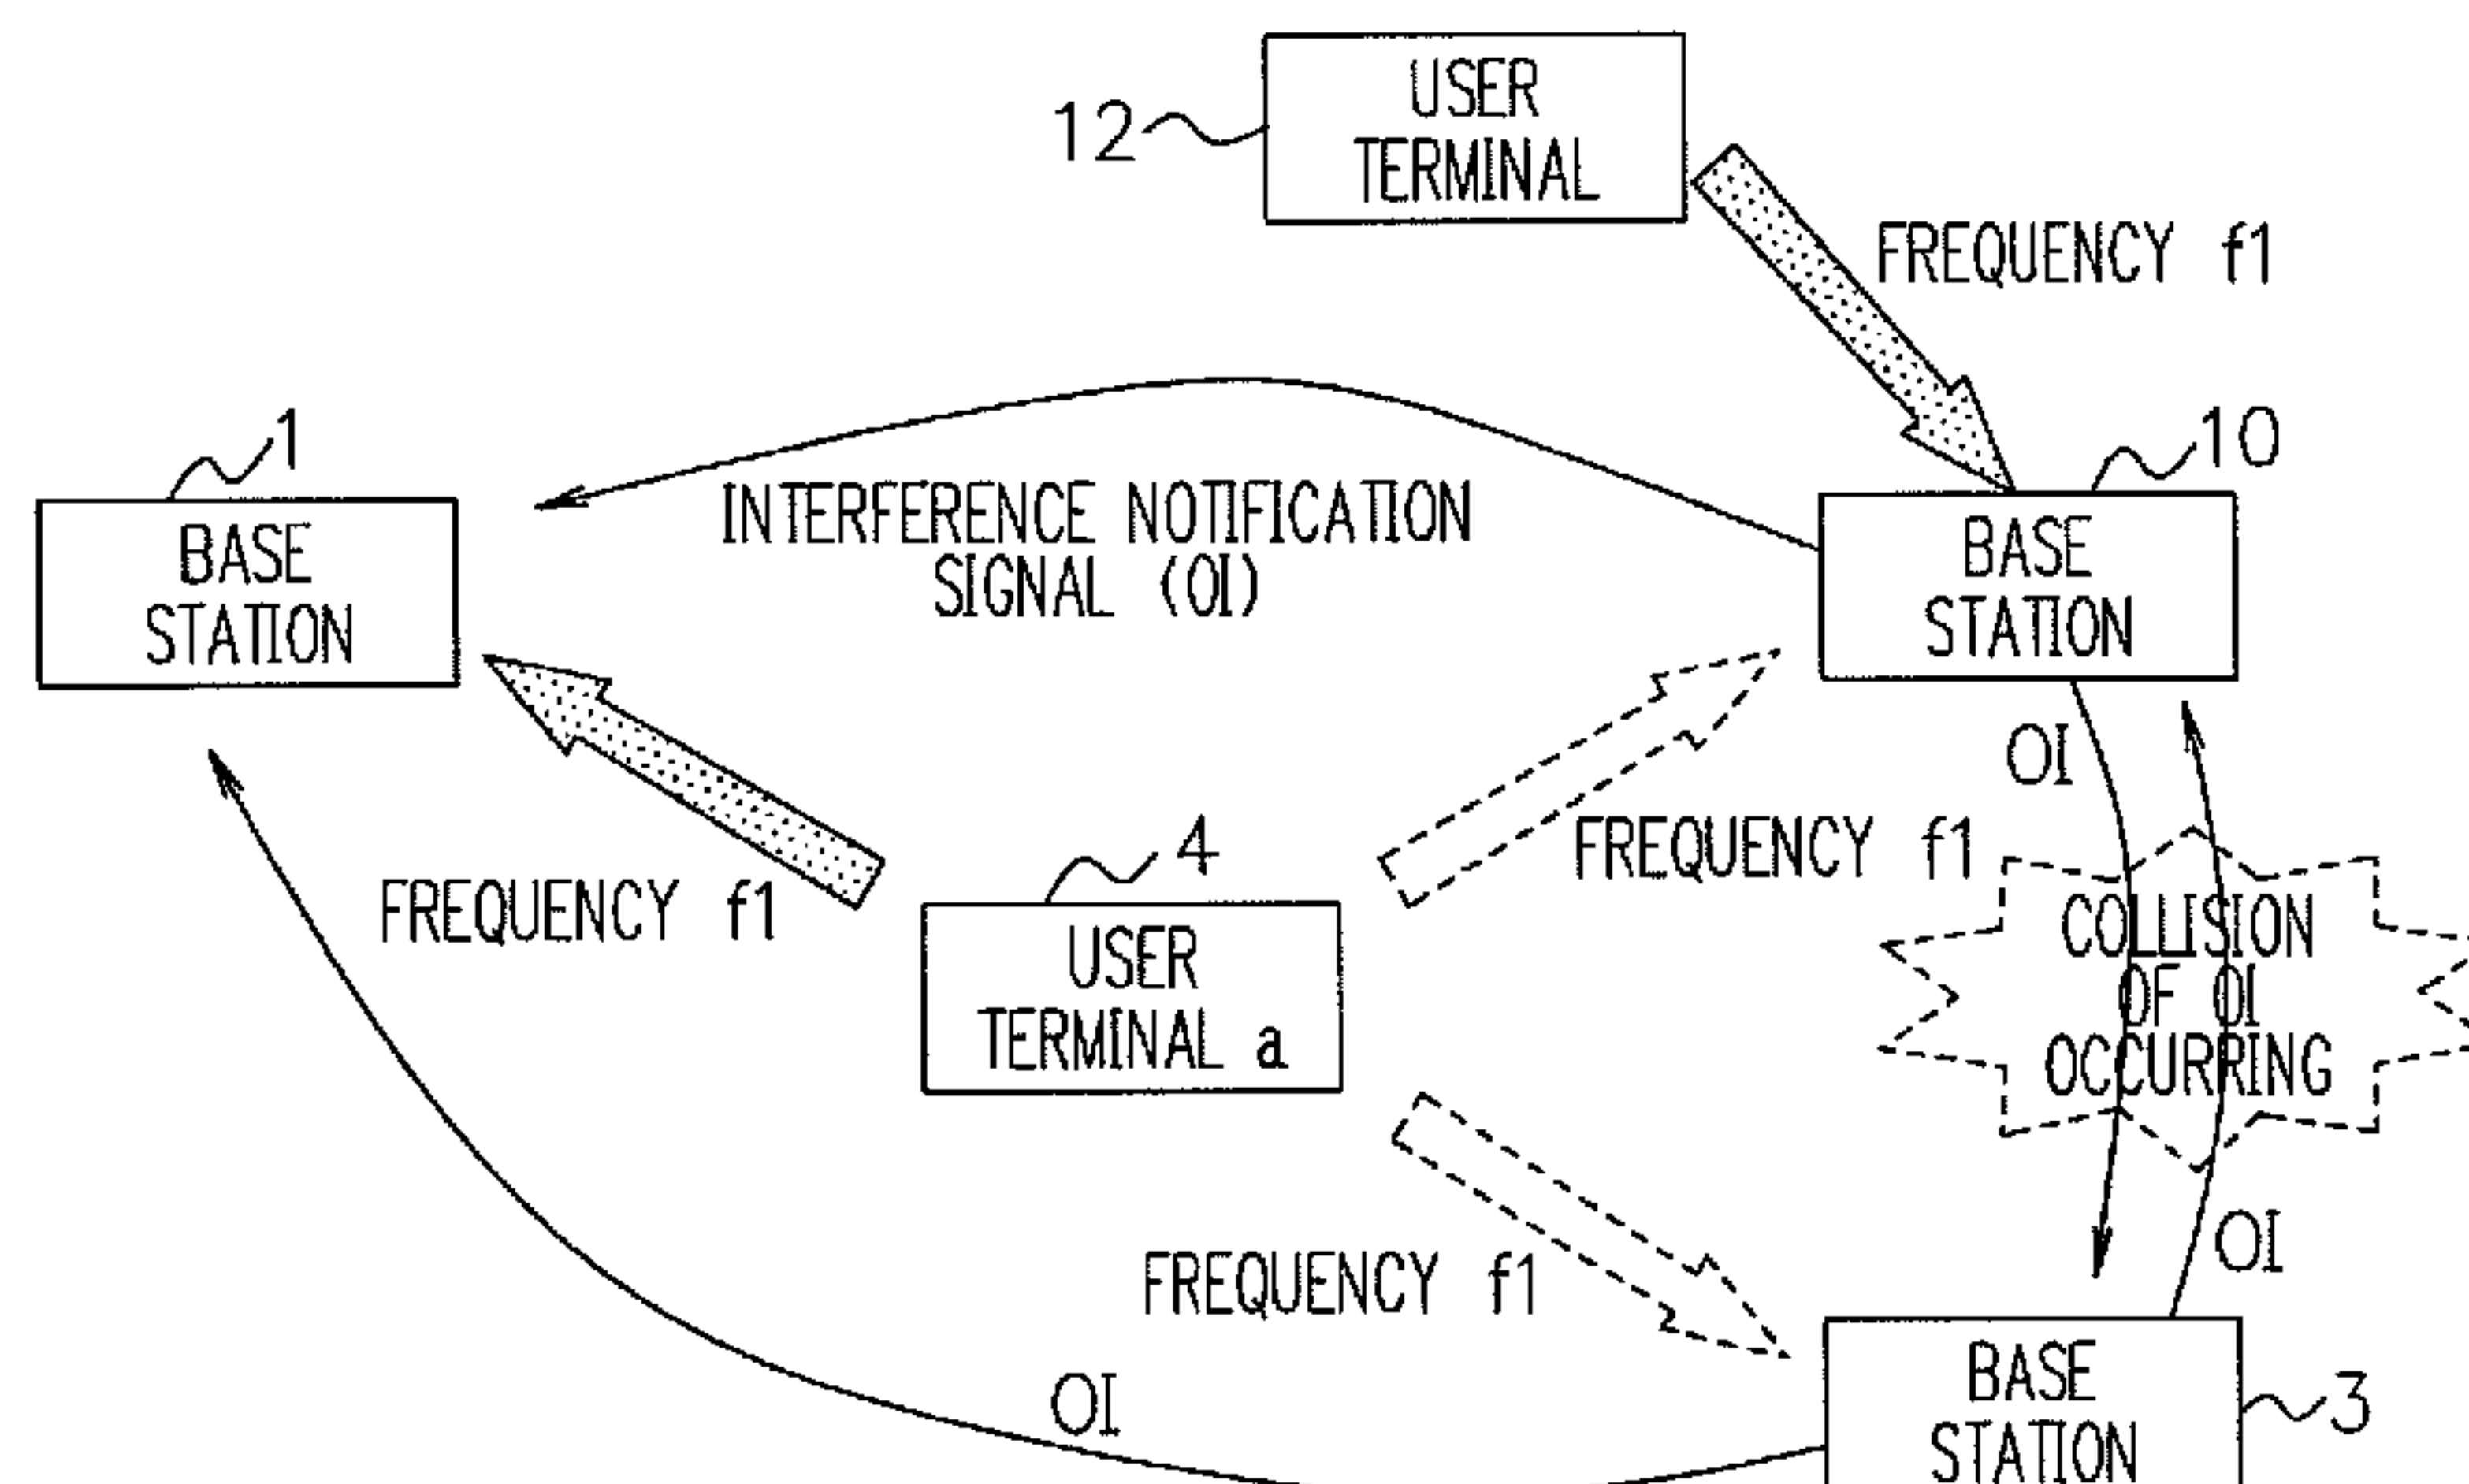 USER
TERMINAL
12
FREQUENCY f1
1
10
BASE
STATION
INTERFERENCE NOTIFICATION
SIGNAL (OI)
BASE
STATION
OI
4
FREQUENCY f1
FREQUENCY f1
USER
TERMINAL a
COLLISION
OF OI
OCCURRING
OI
FREQUENCY f1
BASE
STATION
3
OI